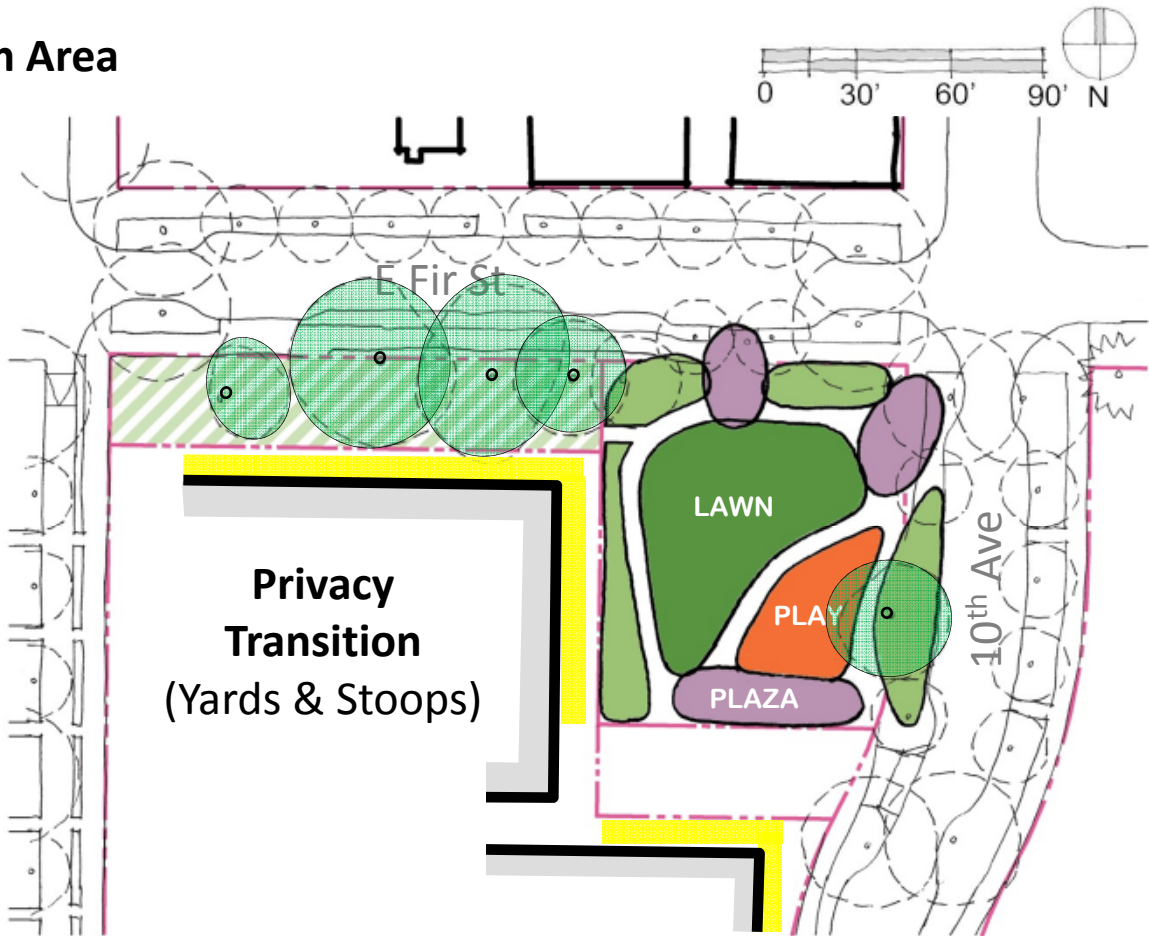 n Area
0 30' 60' 90' N
E Fir St
LAWN
Privacy
Transition
(Yards & Stoops)
PLAY
10th Ave
PLAZA